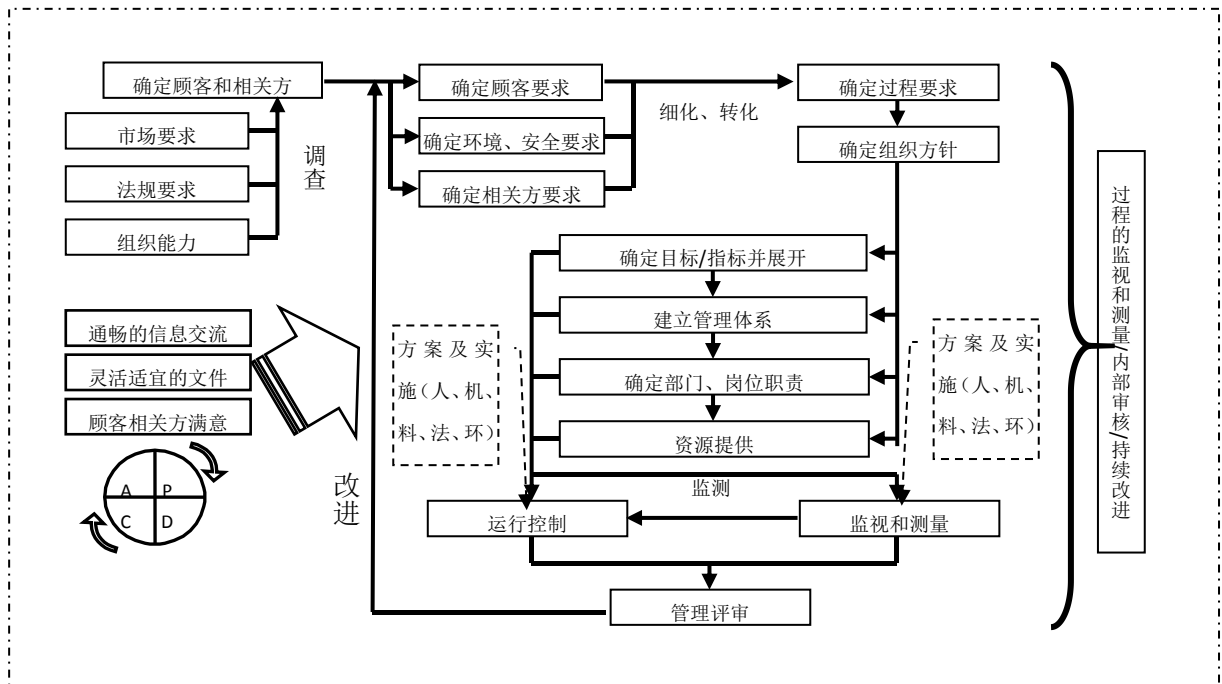 确定顾客和相关方
市场要求
法规要求
组织能力
调查
确定顾客要求
确定环境、安全要求
确定相关方要求
细化、转化
确定过程要求
确定组织方针
确定目标/指标并展开
建立管理体系
确定部门、岗位职责
资源提供
方案及实
施(人、机、
料、法、环)
方案及实
施(人、机、
料、法、环)
通畅的信息交流
灵活适宜的文件
顾客相关方满意
A P
C D
改进
监测
运行控制
监视和测量
管理评审
过程的监视和测量/内部审核/持续改进